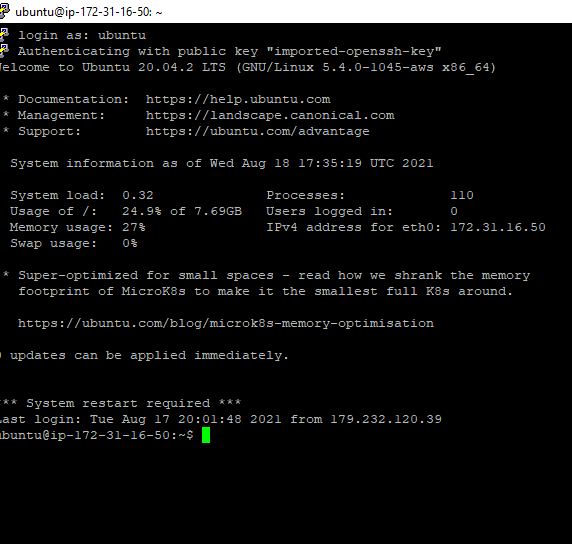 ubuntu@ip-172-31-16-50: ~
login as: ubuntu
Authenticating with public key "imported-openssh-key"
Welcome to Ubuntu 20.04.2 LTS (GNU/Linux 5.4.0-1045-aws x86_64)
* Documentation:  https://help.ubuntu.com
* Management:     https://landscape.canonical.com
* Support:        https://ubuntu.com/advantage
System information as of Wed Aug 18 17:35:19 UTC 2021
System load:  0.32              Processes:             110
Usage of /:   24.9% of 7.69GB   Users logged in:       0
Memory usage: 27%               IPv4 address for eth0: 172.31.16.50
Swap usage:   0%
* Super-optimized for small spaces - read how we shrank the memory
footprint of MicroK8s to make it the smallest full K8s around.
https://ubuntu.com/blog/microk8s-memory-optimisation
0 updates can be applied immediately.
*** System restart required ***
Last login: Tue Aug 17 20:01:48 2021 from 179.232.120.39
ubuntu@ip-172-31-16-50:~$